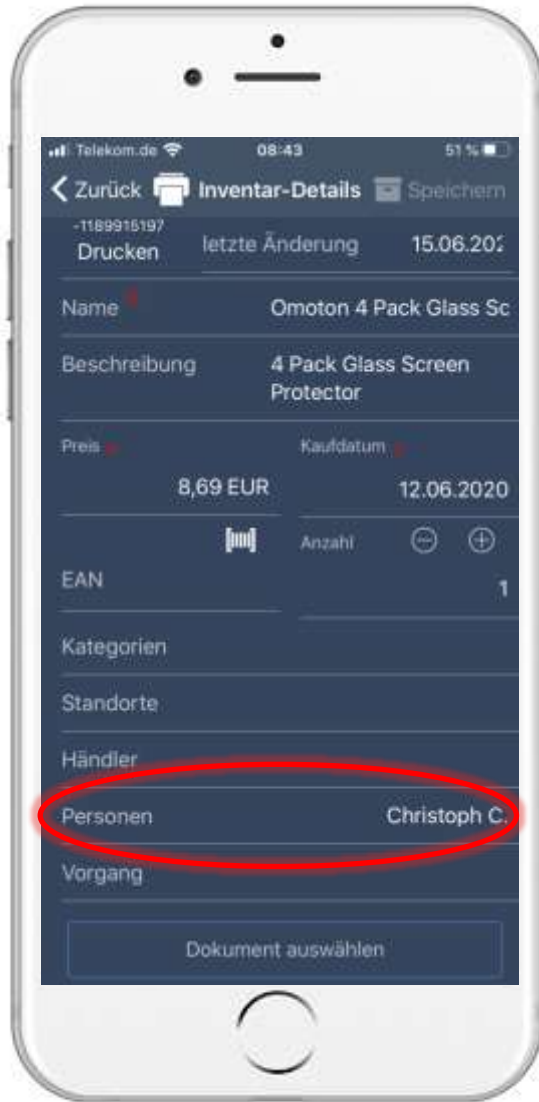 Telekom.de 08:43 51 %
Zurück Inventar-Details Speichern
-1189915197
Drucken letzte Änderung 15.06.202
Name * Omoton 4 Pack Glass Sc
Beschreibung 4 Pack Glass Screen
Protector
Preis * Kaufdatum *
8,69 EUR 12.06.2020
Anzahl
EAN 1
Kategorien
Standorte
Händler
Personen Christoph C.
Vorgang
Dokument auswählen